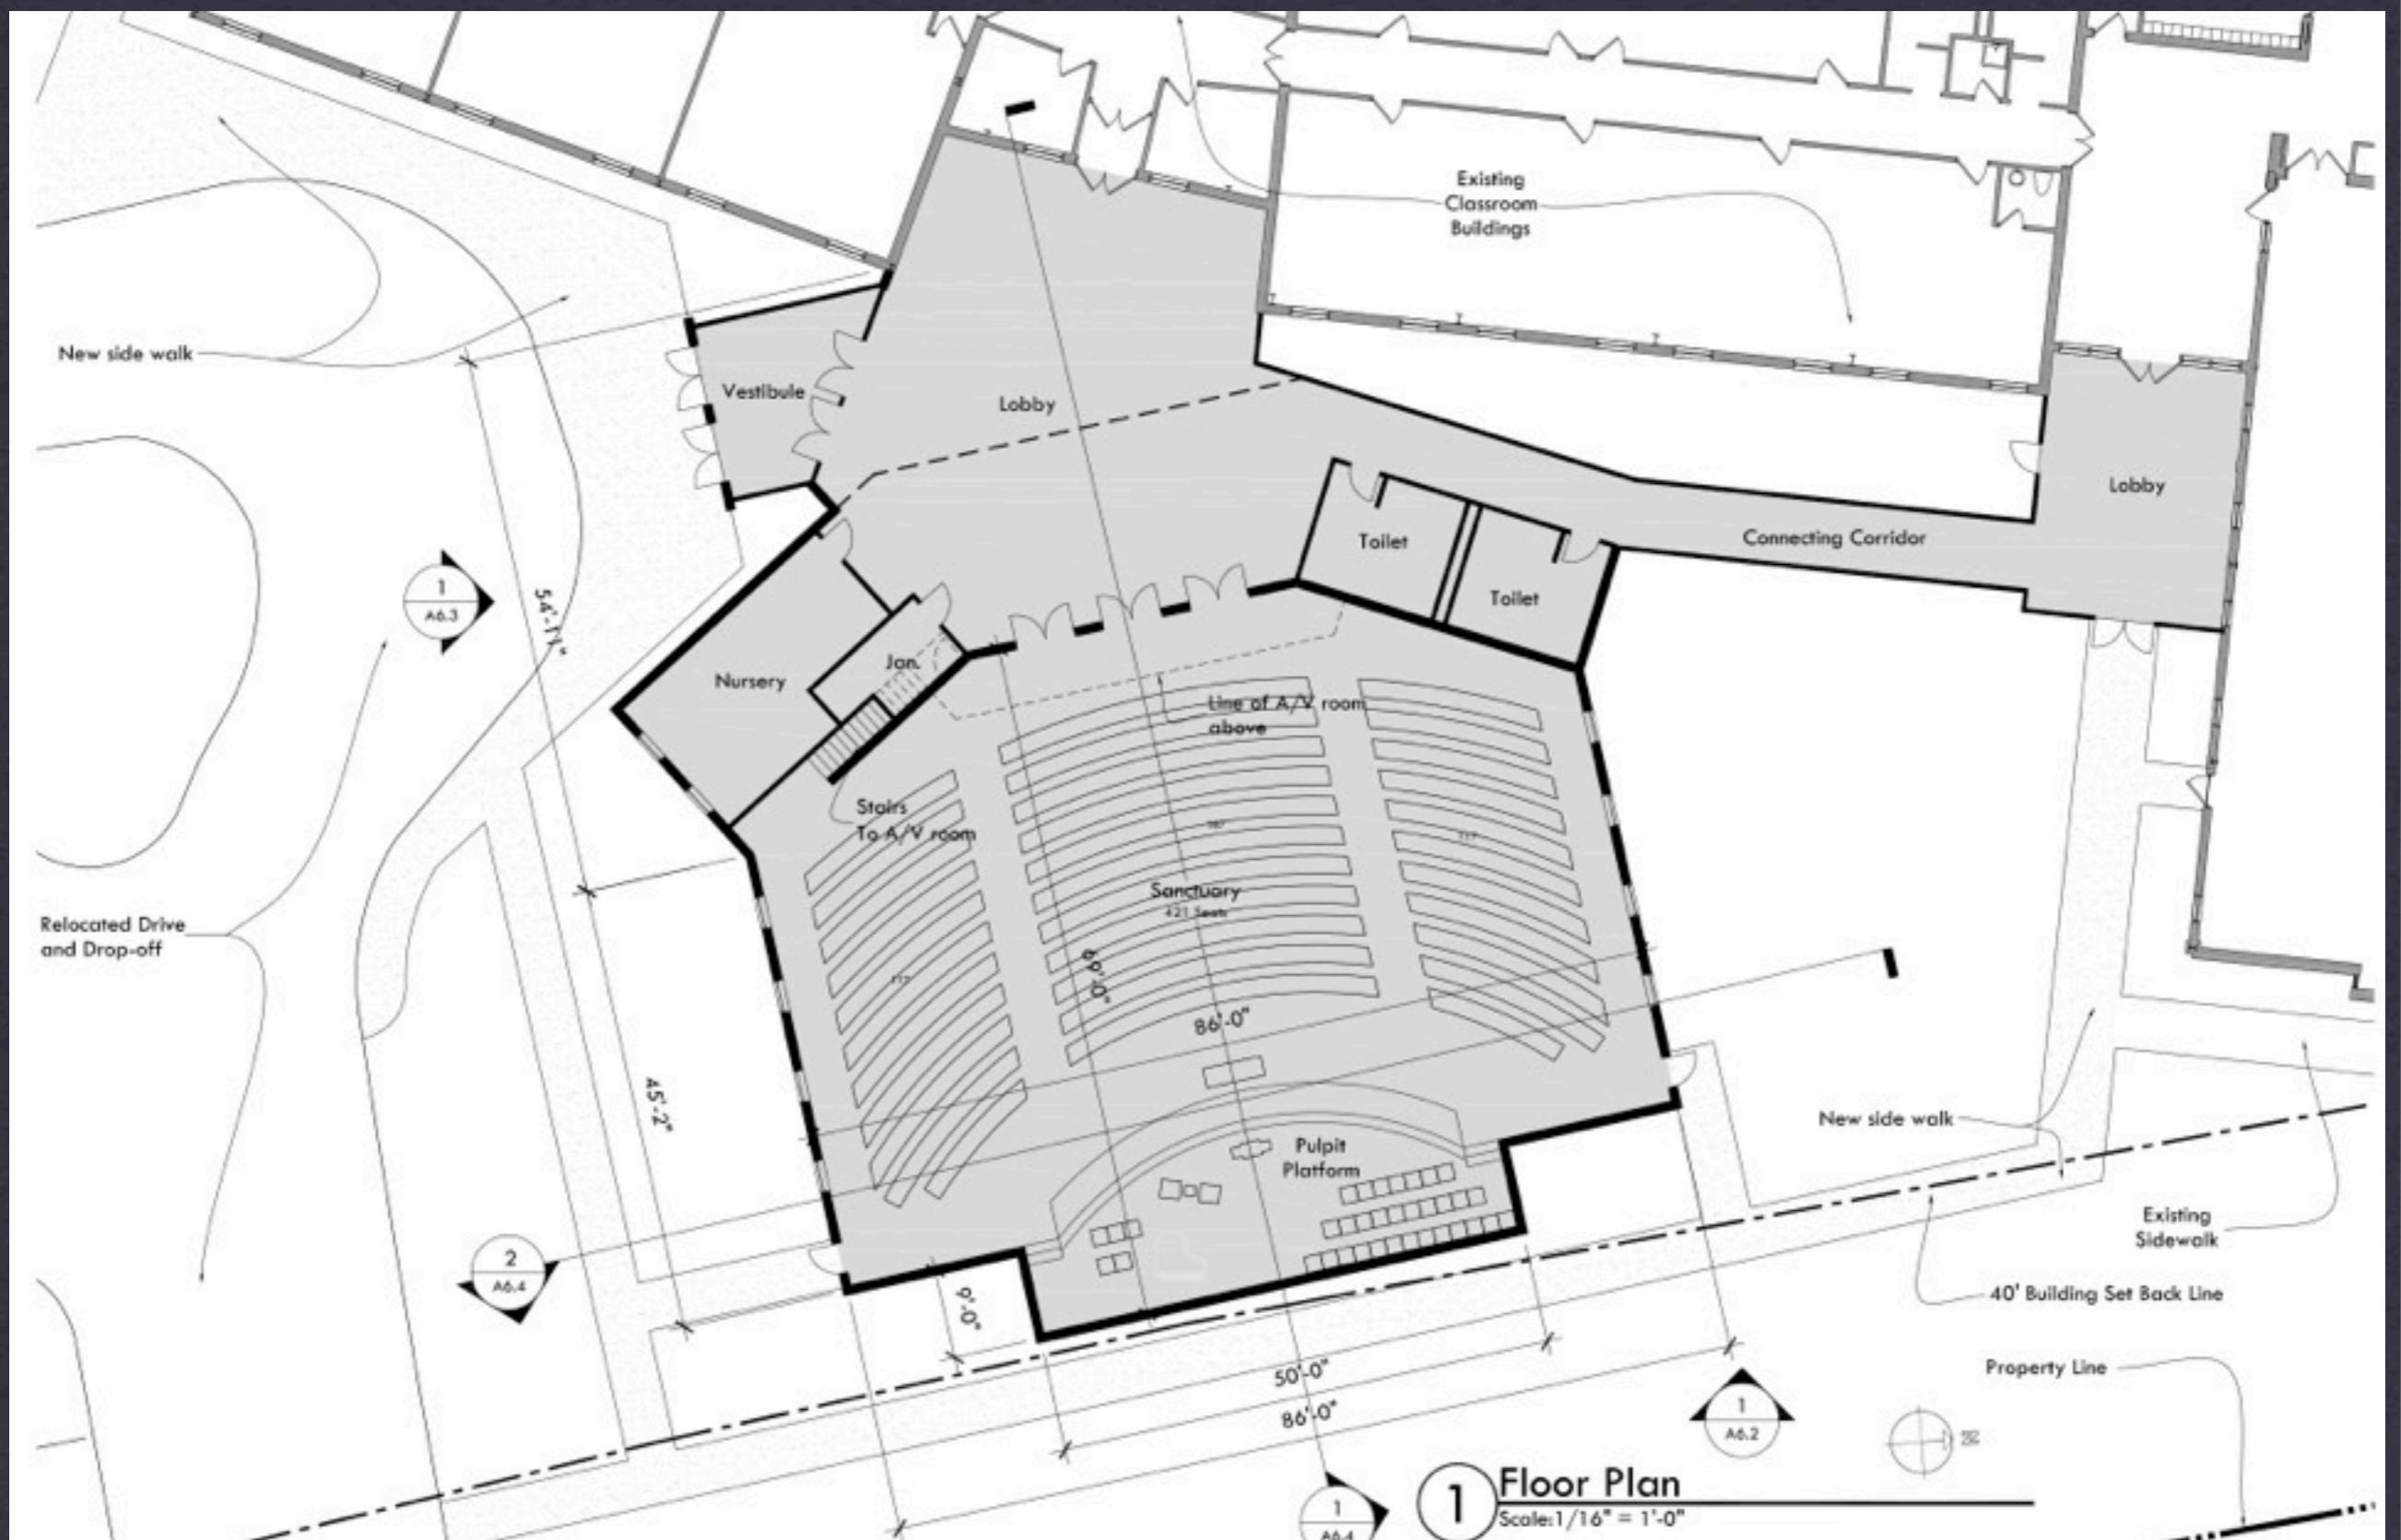 Existing
Classroom
Buildings
New side walk
Vestibule
Lobby
Lobby
Toilet
Toilet
Connecting Corridor
1
A6.3
54'-11"
Nursery
Jan.
Line of A/V room
above
Stairs
To A/V room
Sanctuary
421 Seats
117
117
69'-0"
86'-0"
Relocated Drive
and Drop-off
45'-2"
Pulpit
Platform
New side walk
Existing
Sidewalk
2
A6.4
9'-0"
40' Building Set Back Line
50'-0"
86'-0"
Property Line
1
A6.2
1
A6.4
1
Floor Plan
Scale:1/16" = 1'-0"